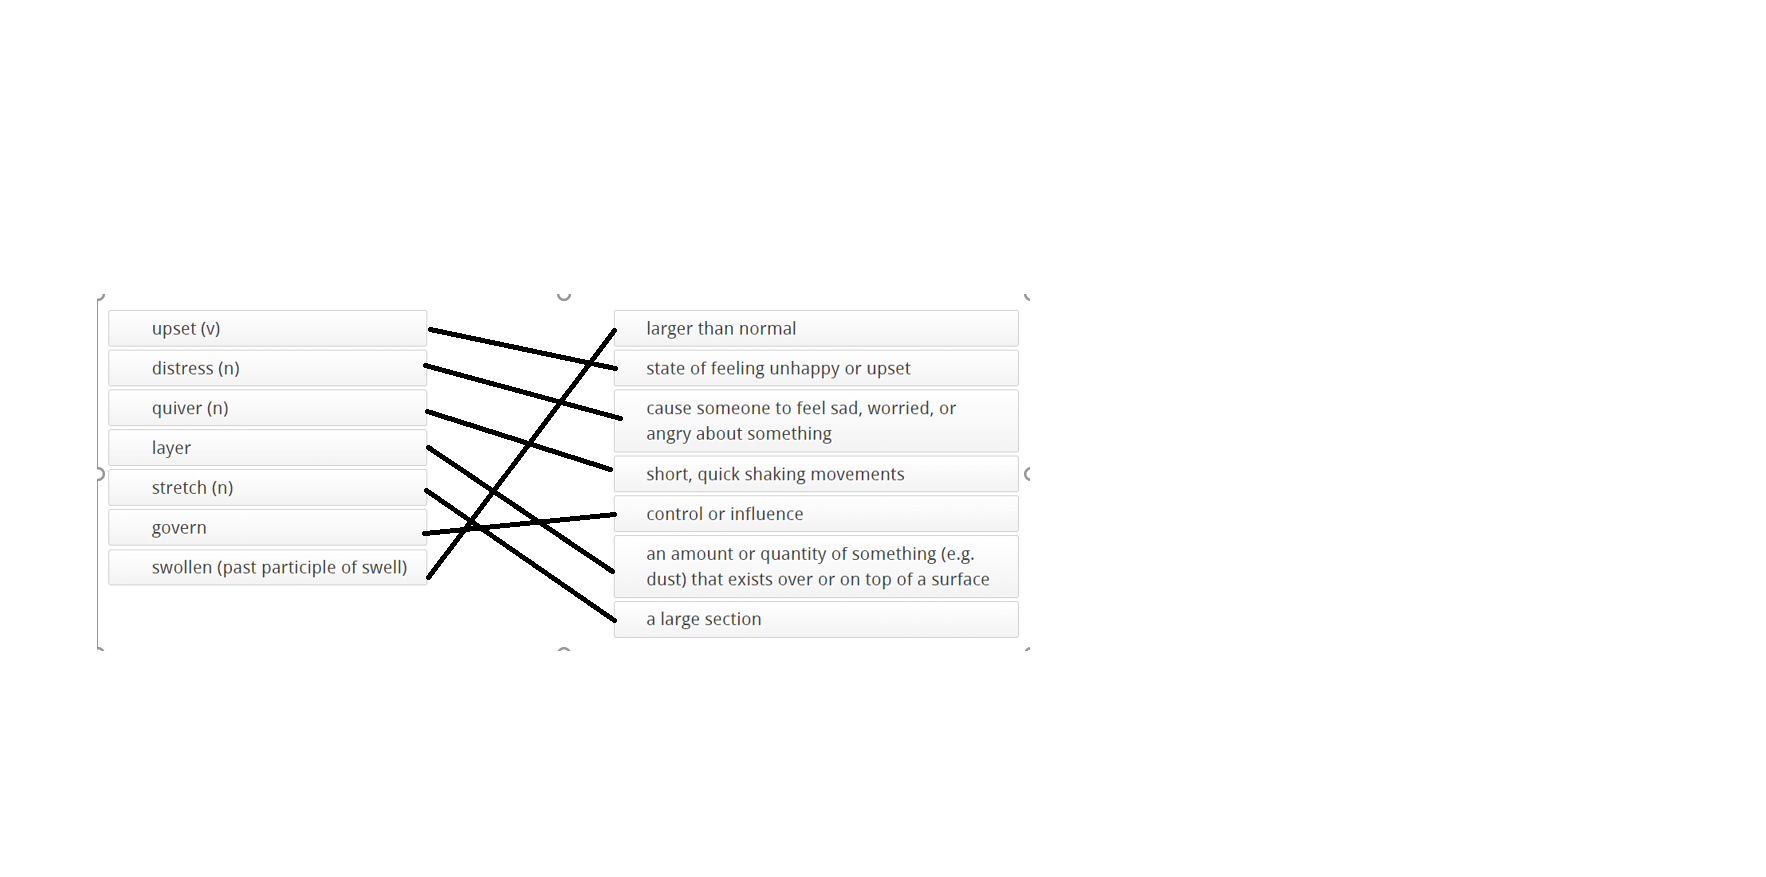 upset (v)
distress (n)
quiver (n)
layer
stretch (n)
govern
swollen (past participle of swell)
larger than normal
state of feeling unhappy or upset
cause someone to feel sad, worried, or
angry about something
short, quick shaking movements
control or influence
an amount or quantity of something (e.g.
dust) that exists over or on top of a surface
a large section